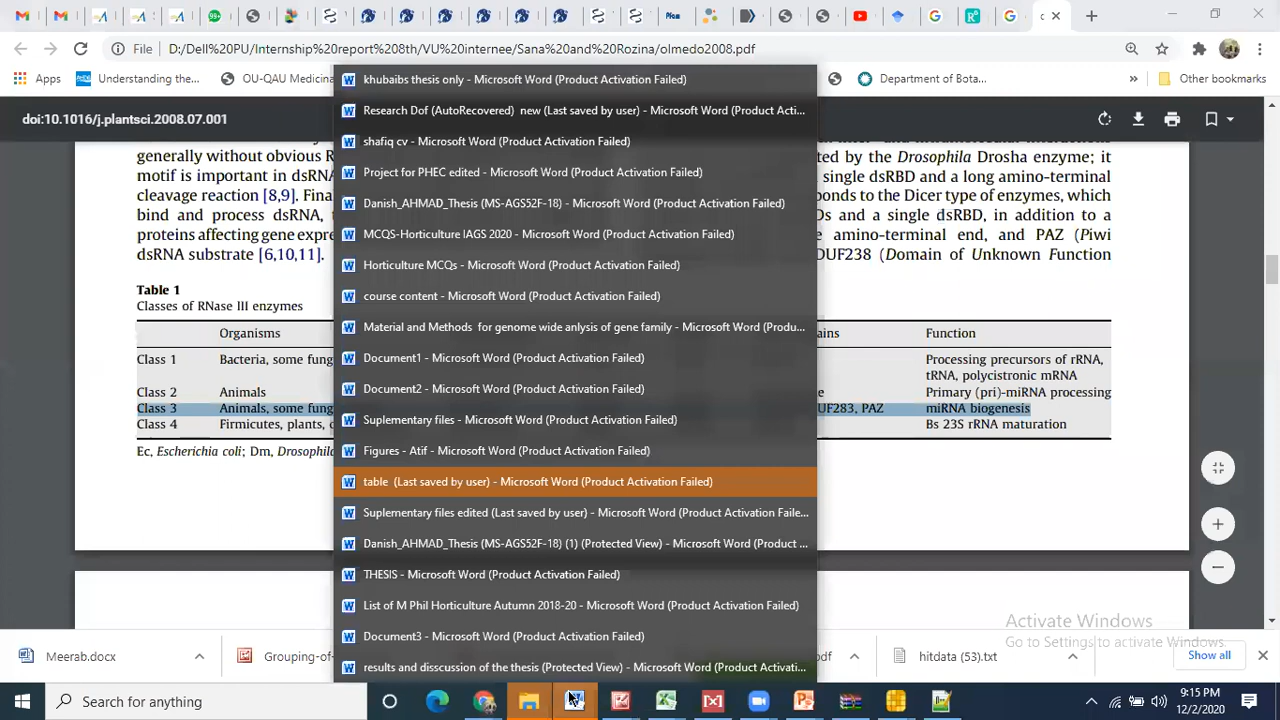 File
D:/Dell%20PU/Internship%20report%208th/VU%20internee/Sana%20and%20Rozina/olmedo2008.pdf
Apps
Understanding the...
OU-QAU Medicina
Department of Bota...
»
Other bookmarks
doi:10.1016/j.plantsci.2008.07.001
generally without obvious R
motif is important in dsRNA
cleavage reaction [8,9]. Fina
bind and process dsRNA, t
proteins affecting gene expre
dsRNA substrate [6,10,11].
ted by the Drosophila Drosha enzyme; it
single dsRBD and a long amino-terminal
responds to the Dicer type of enzymes, which
Ds and a single dsRBD, in addition to a
e amino-terminal end, and PAZ (Piwi
DUF238 (Domain of Unknown Function
Table 1
Classes of RNase III enzymes
Organisms
ains
Function
Class 1
Bacteria, some fung
Processing precursors of rRNA,
tRNA, polycistronic mRNA
Class 2
Animals
e
Primary (pri)-miRNA processing
Class 3
Animals, some fung
UF283, PAZ
miRNA biogenesis
Class 4
Firmicutes, plants, o
Bs 23S rRNA maturation
Ec, Escherichia coli; Dm, Drosophil
khubaibs thesis only - Microsoft Word (Product Activation Failed)
Research Dof (AutoRecovered) new (Last saved by user) - Microsoft Word (Product Acti...
shafiq cv - Microsoft Word (Product Activation Failed)
Project for PHEC edited - Microsoft Word (Product Activation Failed)
Danish_AHMAD_Thesis (MS-AGS52F-18) - Microsoft Word (Product Activation Failed)
MCQS-Horticulture IAGS 2020 - Microsoft Word (Product Activation Failed)
Horticulture MCQs - Microsoft Word (Product Activation Failed)
course content - Microsoft Word (Product Activation Failed)
Material and Methods for genome wide anlysis of gene family - Microsoft Word (Produ...
Document1 - Microsoft Word (Product Activation Failed)
Document2 - Microsoft Word (Product Activation Failed)
Suplementary files - Microsoft Word (Product Activation Failed)
Figures - Atif - Microsoft Word (Product Activation Failed)
table (Last saved by user) - Microsoft Word (Product Activation Failed)
Suplementary files edited (Last saved by user) - Microsoft Word (Product Activation Faile...
Danish_AHMAD_Thesis (MS-AGS52F-18) (1) (Protected View) - Microsoft Word (Product ...
THESIS - Microsoft Word (Product Activation Failed)
List of M Phil Horticulture Autumn 2018-20 - Microsoft Word (Product Activation Failed)
Document3 - Microsoft Word (Product Activation Failed)
results and disscussion of the thesis (Protected View) - Microsoft Word (Product Activati...
Activate Windows
Go to Settings to activate Windows.
Meerab.docx
Grouping-of-
pdf
hitdata (53).txt
Show all
Search for anything
9:15 PM
12/2/2020